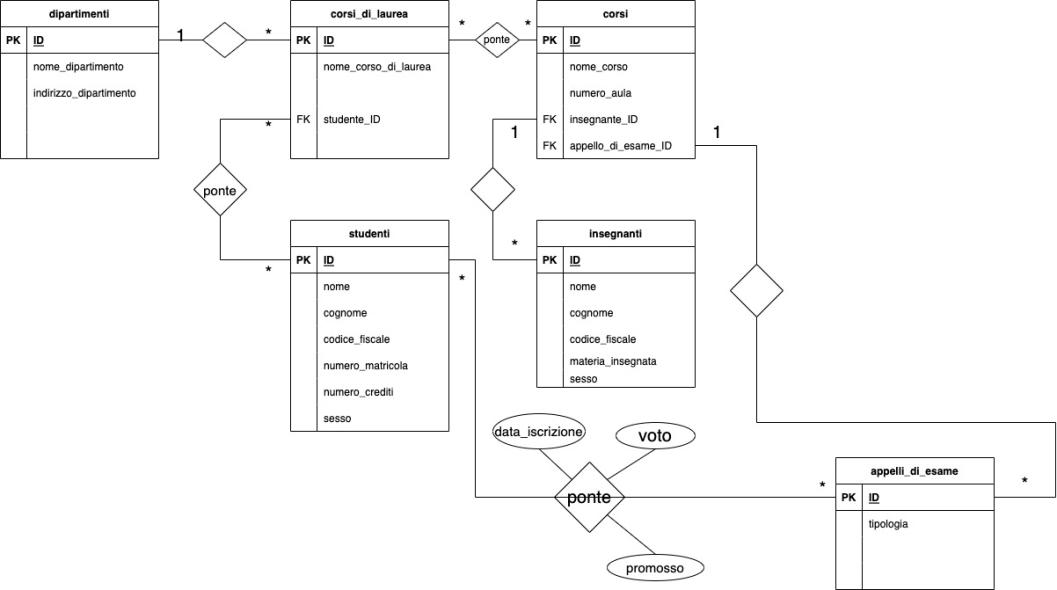 dipartimenti
PK ID
nome_dipartimento
indirizzo_dipartimento
1
*
corsi_di_laurea
PK ID
nome_corso_di_laurea
FK studente_ID
*
ponte
*
corsi
PK ID
nome_corso
numero_aula
FK insegnante_ID
FK appello_di_esame_ID
*
ponte
*
1
*
1
studenti
PK ID
nome
cognome
codice_fiscale
numero_matricola
numero_crediti
sesso
*
insegnanti
PK ID
nome
cognome
codice_fiscale
materia_insegnata
sesso
data_iscrizione
voto
ponte
promosso
*
*
appelli_di_esame
PK ID
tipologia